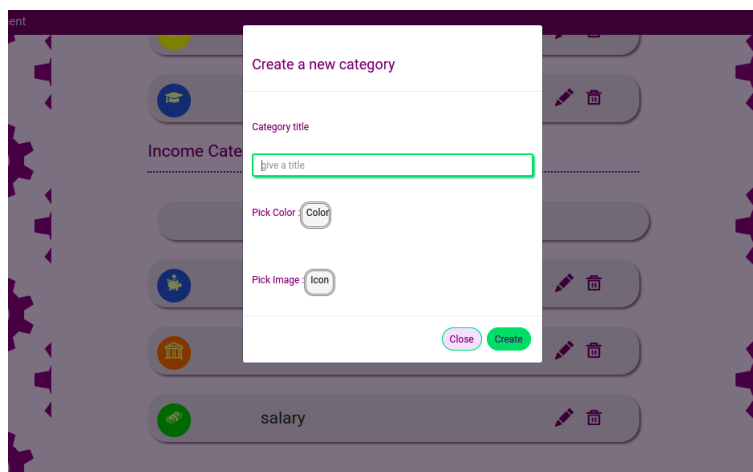 ent
Create a new category
Category title
Income Cate
give a title
Pick Color : Color
Pick Image : Icon
Close Create
salary